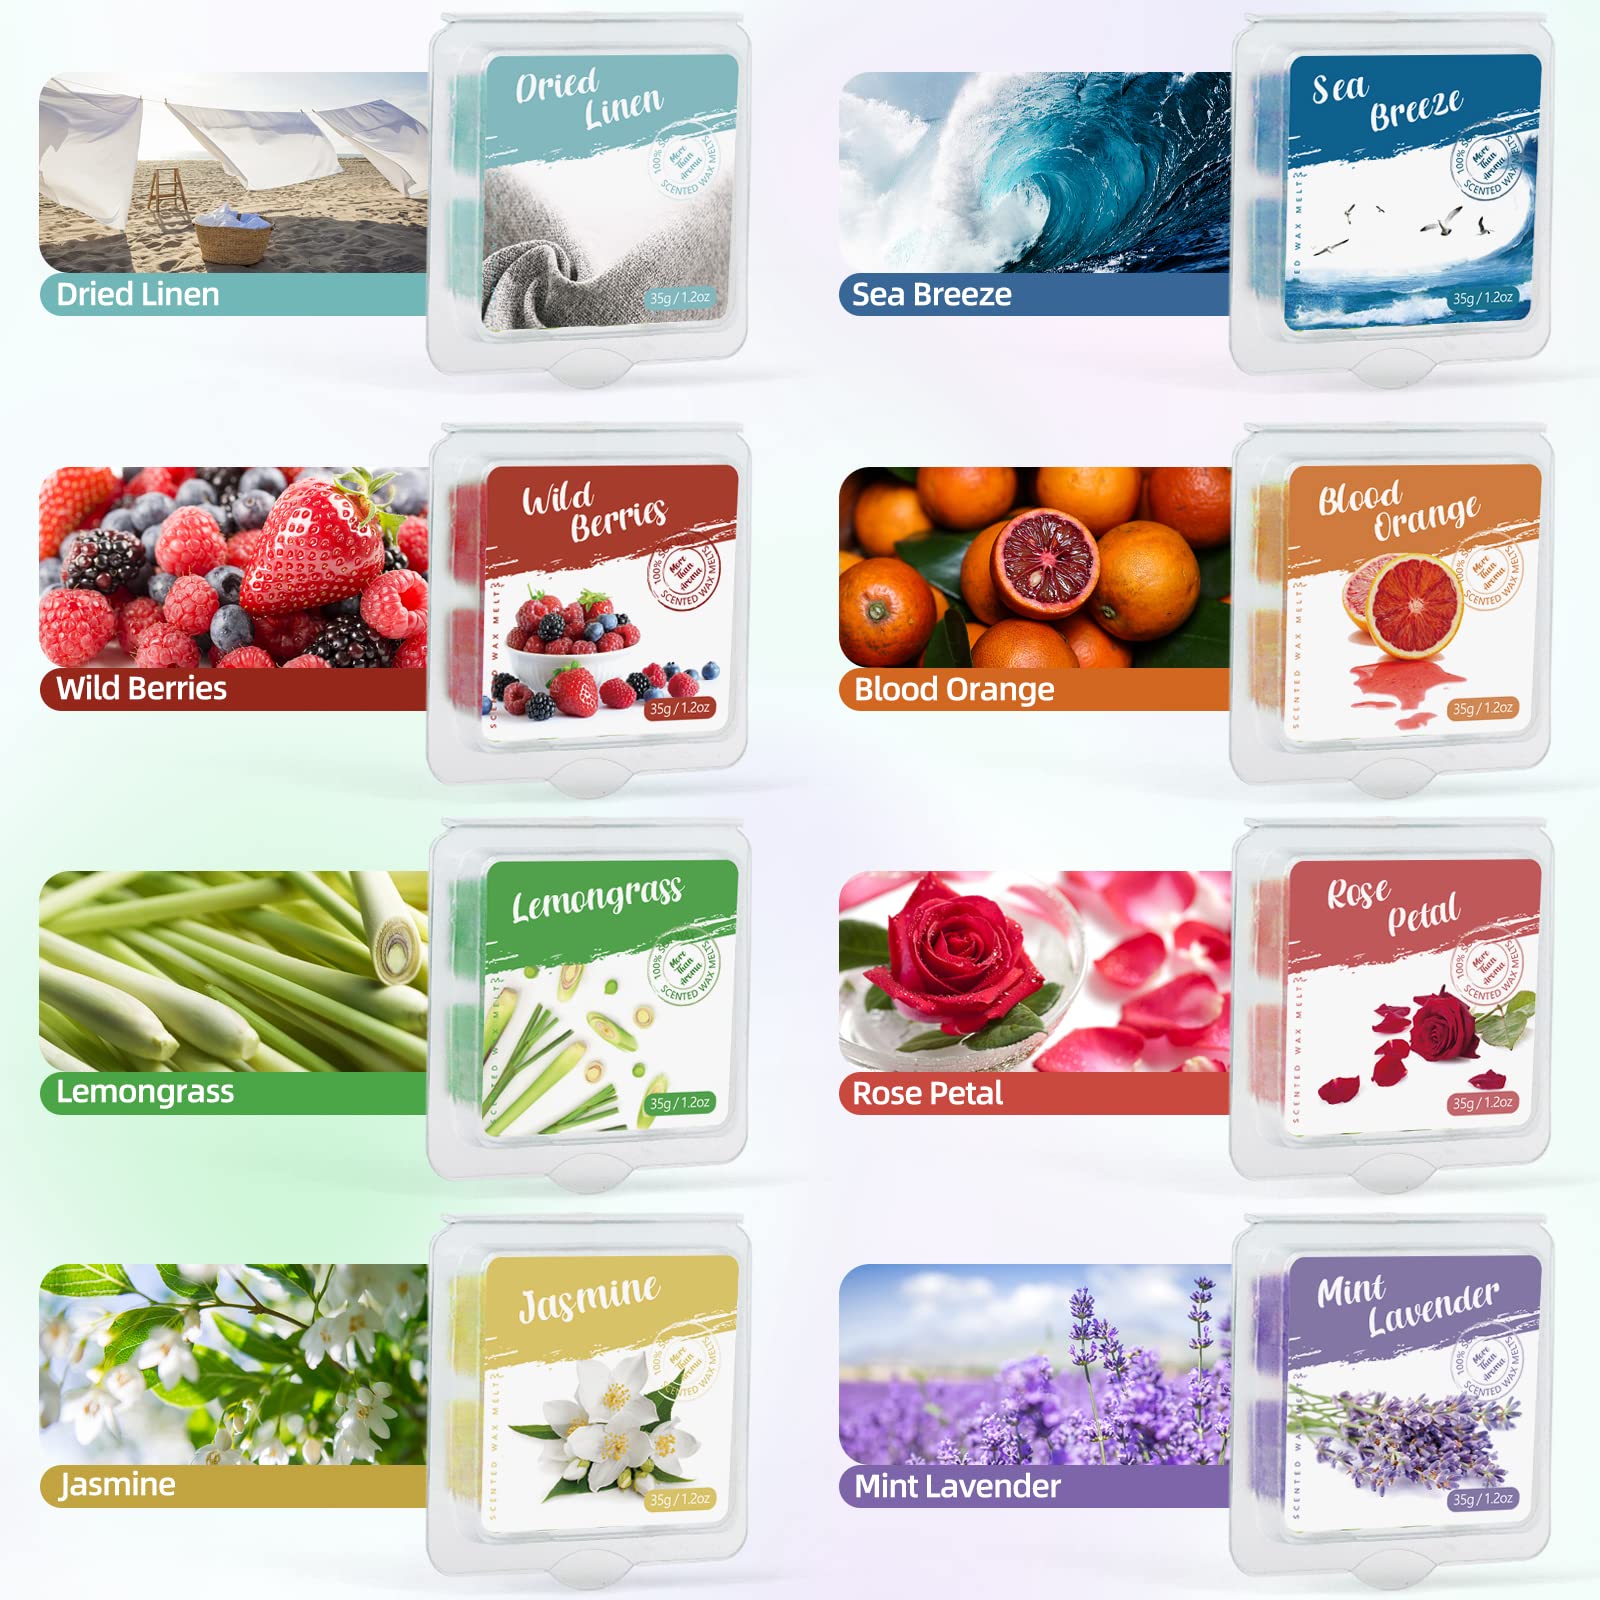 Dried
Linen
100%
More
Than
Aroma
SCENTED WAX MELTS
35g / 1.2oz
Dried Linen
Sea
Breeze
100%
More
Than
Aroma
SCENTED WAX MELTS
SCENTED WAX MELTS
35g / 1.2oz
Sea Breeze
Wild
Berries
100%
More
Than
Aroma
SCENTED WAX MELTS
SCENTED WAX MELTS
35g / 1.2oz
Wild Berries
Blood
Orange
100%
More
Than
Aroma
SCENTED WAX MELTS
SCENTED WAX MELTS
35g / 1.2oz
Blood Orange
Lemongrass
100%
More
Than
Aroma
SCENTED WAX MELTS
SCENTED WAX MELTS
35g / 1.2oz
Lemongrass
Rose
Petal
100%
More
Than
Aroma
SCENTED WAX MELTS
SCENTED WAX MELTS
35g / 1.2oz
Rose Petal
Jasmine
100%
More
Than
Aroma
SCENTED WAX MELTS
SCENTED WAX MELTS
35g / 1.2oz
Jasmine
Mint
Lavender
100%
More
Than
Aroma
SCENTED WAX MELTS
SCENTED WAX MELTS
35g / 1.2oz
Mint Lavender